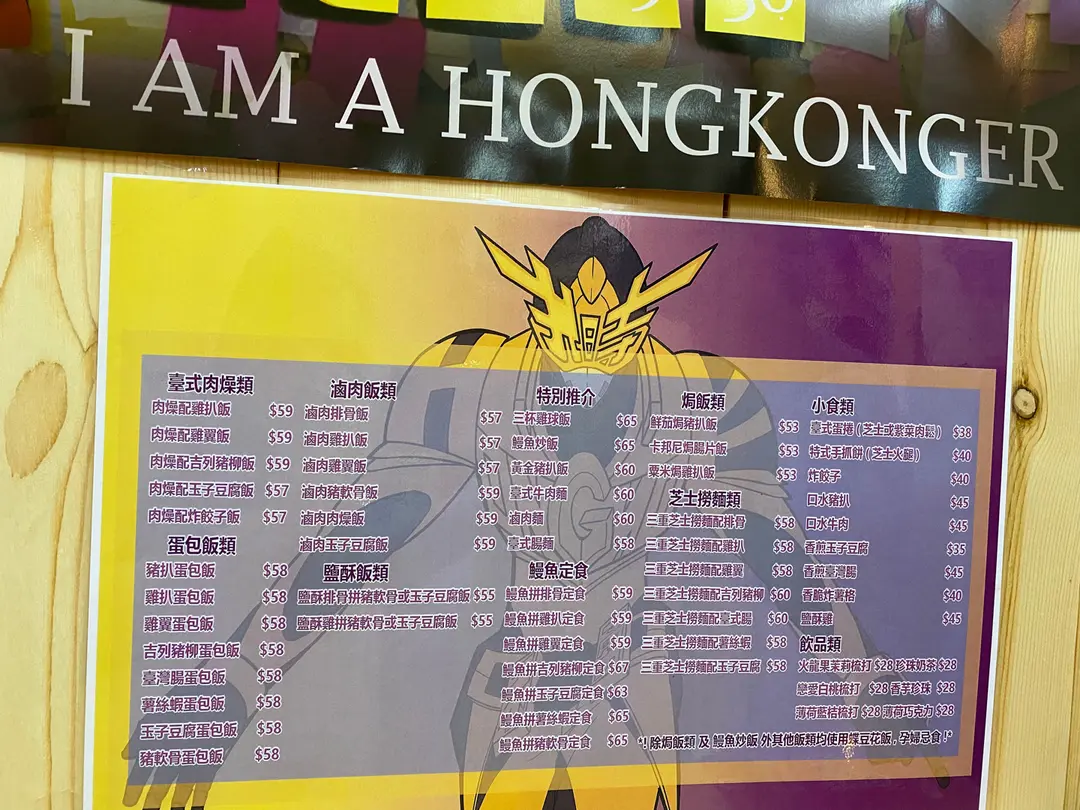 I AM A HONGKONGER
臺式肉燥類
肉燥配雞扒飯 $59
肉燥配雞翼飯 $59
肉燥配吉列豬柳飯 $59
肉燥配玉子豆腐飯 $57
肉燥配炸餃子飯 $57
蛋包飯類
豬扒蛋包飯 $58
雞扒蛋包飯 $58
雞翼蛋包飯 $58
吉列豬柳蛋包飯 $58
臺灣腸蛋包飯 $58
薯絲蝦蛋包飯 $58
玉子豆腐蛋包飯 $58
豬軟骨蛋包飯 $58
滷肉飯類
滷肉排骨飯 $57
滷肉雞扒飯 $57
滷肉雞翼飯 $57
滷肉豬軟骨飯 $59
滷肉肉燥飯 $59
滷肉玉子豆腐飯 $59
鹽酥飯類
鹽酥排骨拼豬軟骨或玉子豆腐飯 $55
鹽酥雞拼豬軟骨或玉子豆腐飯 $55
特別推介
三杯雞球飯 $65
鰻魚炒飯 $65
黃金豬扒飯 $60
臺式牛肉麵 $60
滷肉麵 $60
臺式腸麵 $58
鰻魚定食
鰻魚拼排骨定食 $59
鰻魚拼雞扒定食 $59
鰻魚拼雞翼定食 $59
鰻魚拼吉列豬柳定食 $67
鰻魚拼玉子豆腐定食 $63
鰻魚拼薯絲蝦定食 $65
鰻魚拼豬軟骨定食 $65
焗飯類
鮮茄焗豬扒飯 $53
卡邦尼焗腸片飯 $53
粟米焗雞扒飯 $53
芝士撈麵類
三重芝士撈麵配排骨 $58
三重芝士撈麵配雞扒 $58
三重芝士撈麵配雞翼 $58
三重芝士撈麵配吉列豬柳 $60
三重芝士撈麵配臺式腸 $60
三重芝士撈麵配薯絲蝦 $58
三重芝士撈麵配玉子豆腐 $58
小食類
臺式蛋捲(芝士或紫菜肉鬆) $38
特式手抓餅(芝士火腿) $40
炸餃子 $40
口水豬扒 $45
口水牛肉 $45
香煎玉子豆腐 $35
香煎臺灣腸 $45
香脆炸薯格 $40
鹽酥雞 $45
飲品類
火龍果茉莉梳打 $28 珍珠奶茶 $28
戀愛白桃梳打 $28 香芋珍珠 $28
薄荷藍桔梳打 $28 薄荷巧克力 $28
*! 除焗飯類 及 鰻魚炒飯 外其他飯類均使用蝶豆花飯,孕婦忌食!*